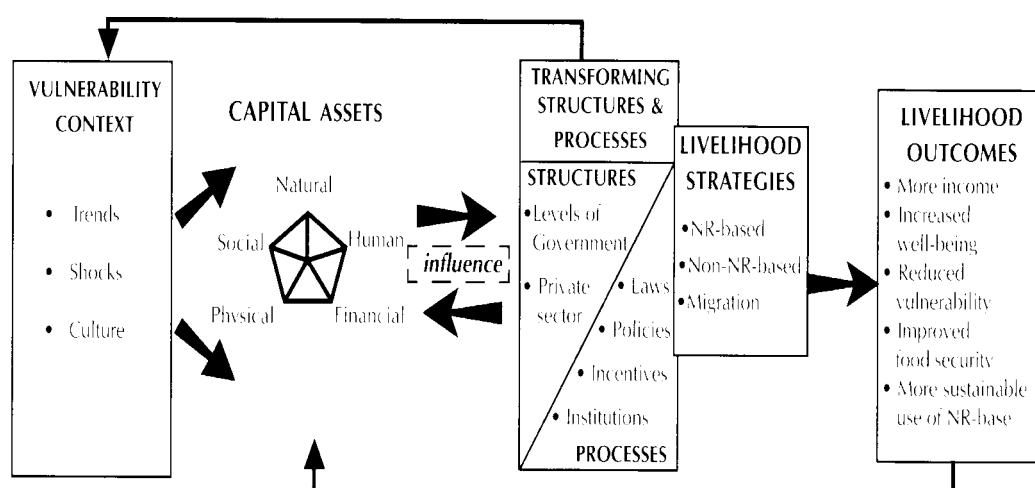 VULNERABILITY
CONTEXT
• Trends
• Shocks
• Culture
CAPITAL ASSETS
Natural
Social
Human
Physical
Financial
influence
TRANSFORMING
STRUCTURES &
PROCESSES
STRUCTURES
• Levels of
Government
• Private
sector
• Laws
• Policies
• Incentives
• Institutions
PROCESSES
LIVELIHOOD
STRATEGIES
• NR-based
• Non-NR-based
• Migration
LIVELIHOOD
OUTCOMES
• More income
• Increased
well-being
• Reduced
vulnerability
• Improved
food security
• More sustainable
use of NR-base